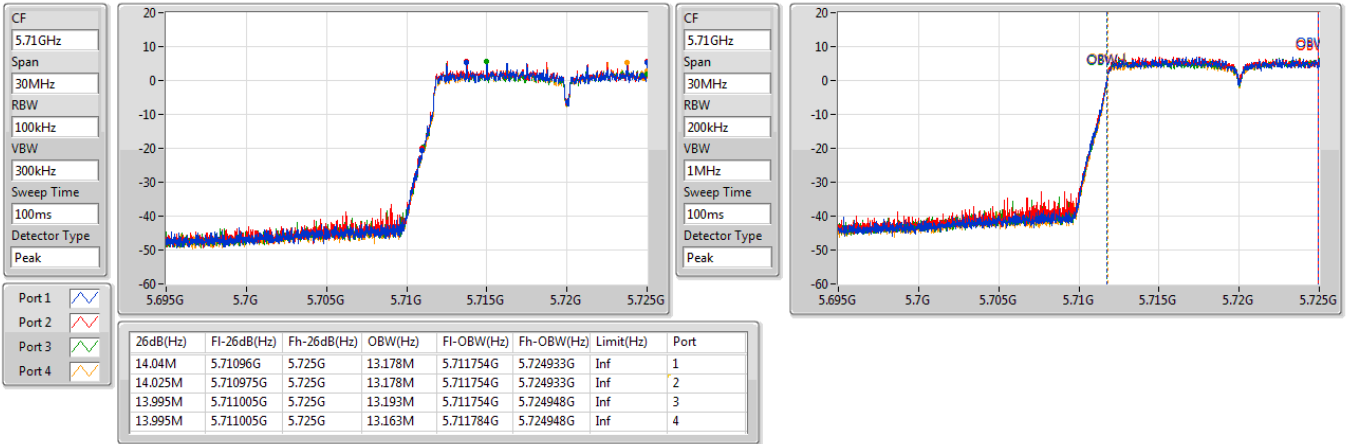 CF
5.71GHz
Span
30MHz
RBW
100kHz
VBW
300kHz
Sweep Time
100ms
Detector Type
Peak
20
10
0
-10
-20
-30
-40
-50
-60
5.695G 5.7G 5.705G 5.71G 5.715G 5.72G 5.725G
CF
5.71GHz
Span
30MHz
RBW
200kHz
VBW
1MHz
Sweep Time
100ms
Detector Type
Peak
20
10
0
-10
-20
-30
-40
-50
-60
OBW
OBW
5.695G 5.7G 5.705G 5.71G 5.715G 5.72G 5.725G
Port 1
Port 2
Port 3
Port 4
26dB(Hz) Fl-26dB(Hz) Fh-26dB(Hz) OBW(Hz) Fl-OBW(Hz) Fh-OBW(Hz) Limit(Hz) Port
14.04M 5.71096G 5.725G 13.178M 5.711754G 5.724933G Inf 1
14.025M 5.710975G 5.725G 13.178M 5.711754G 5.724933G Inf 2
13.995M 5.711005G 5.725G 13.193M 5.711754G 5.724948G Inf 3
13.995M 5.711005G 5.725G 13.163M 5.711784G 5.724948G Inf 4